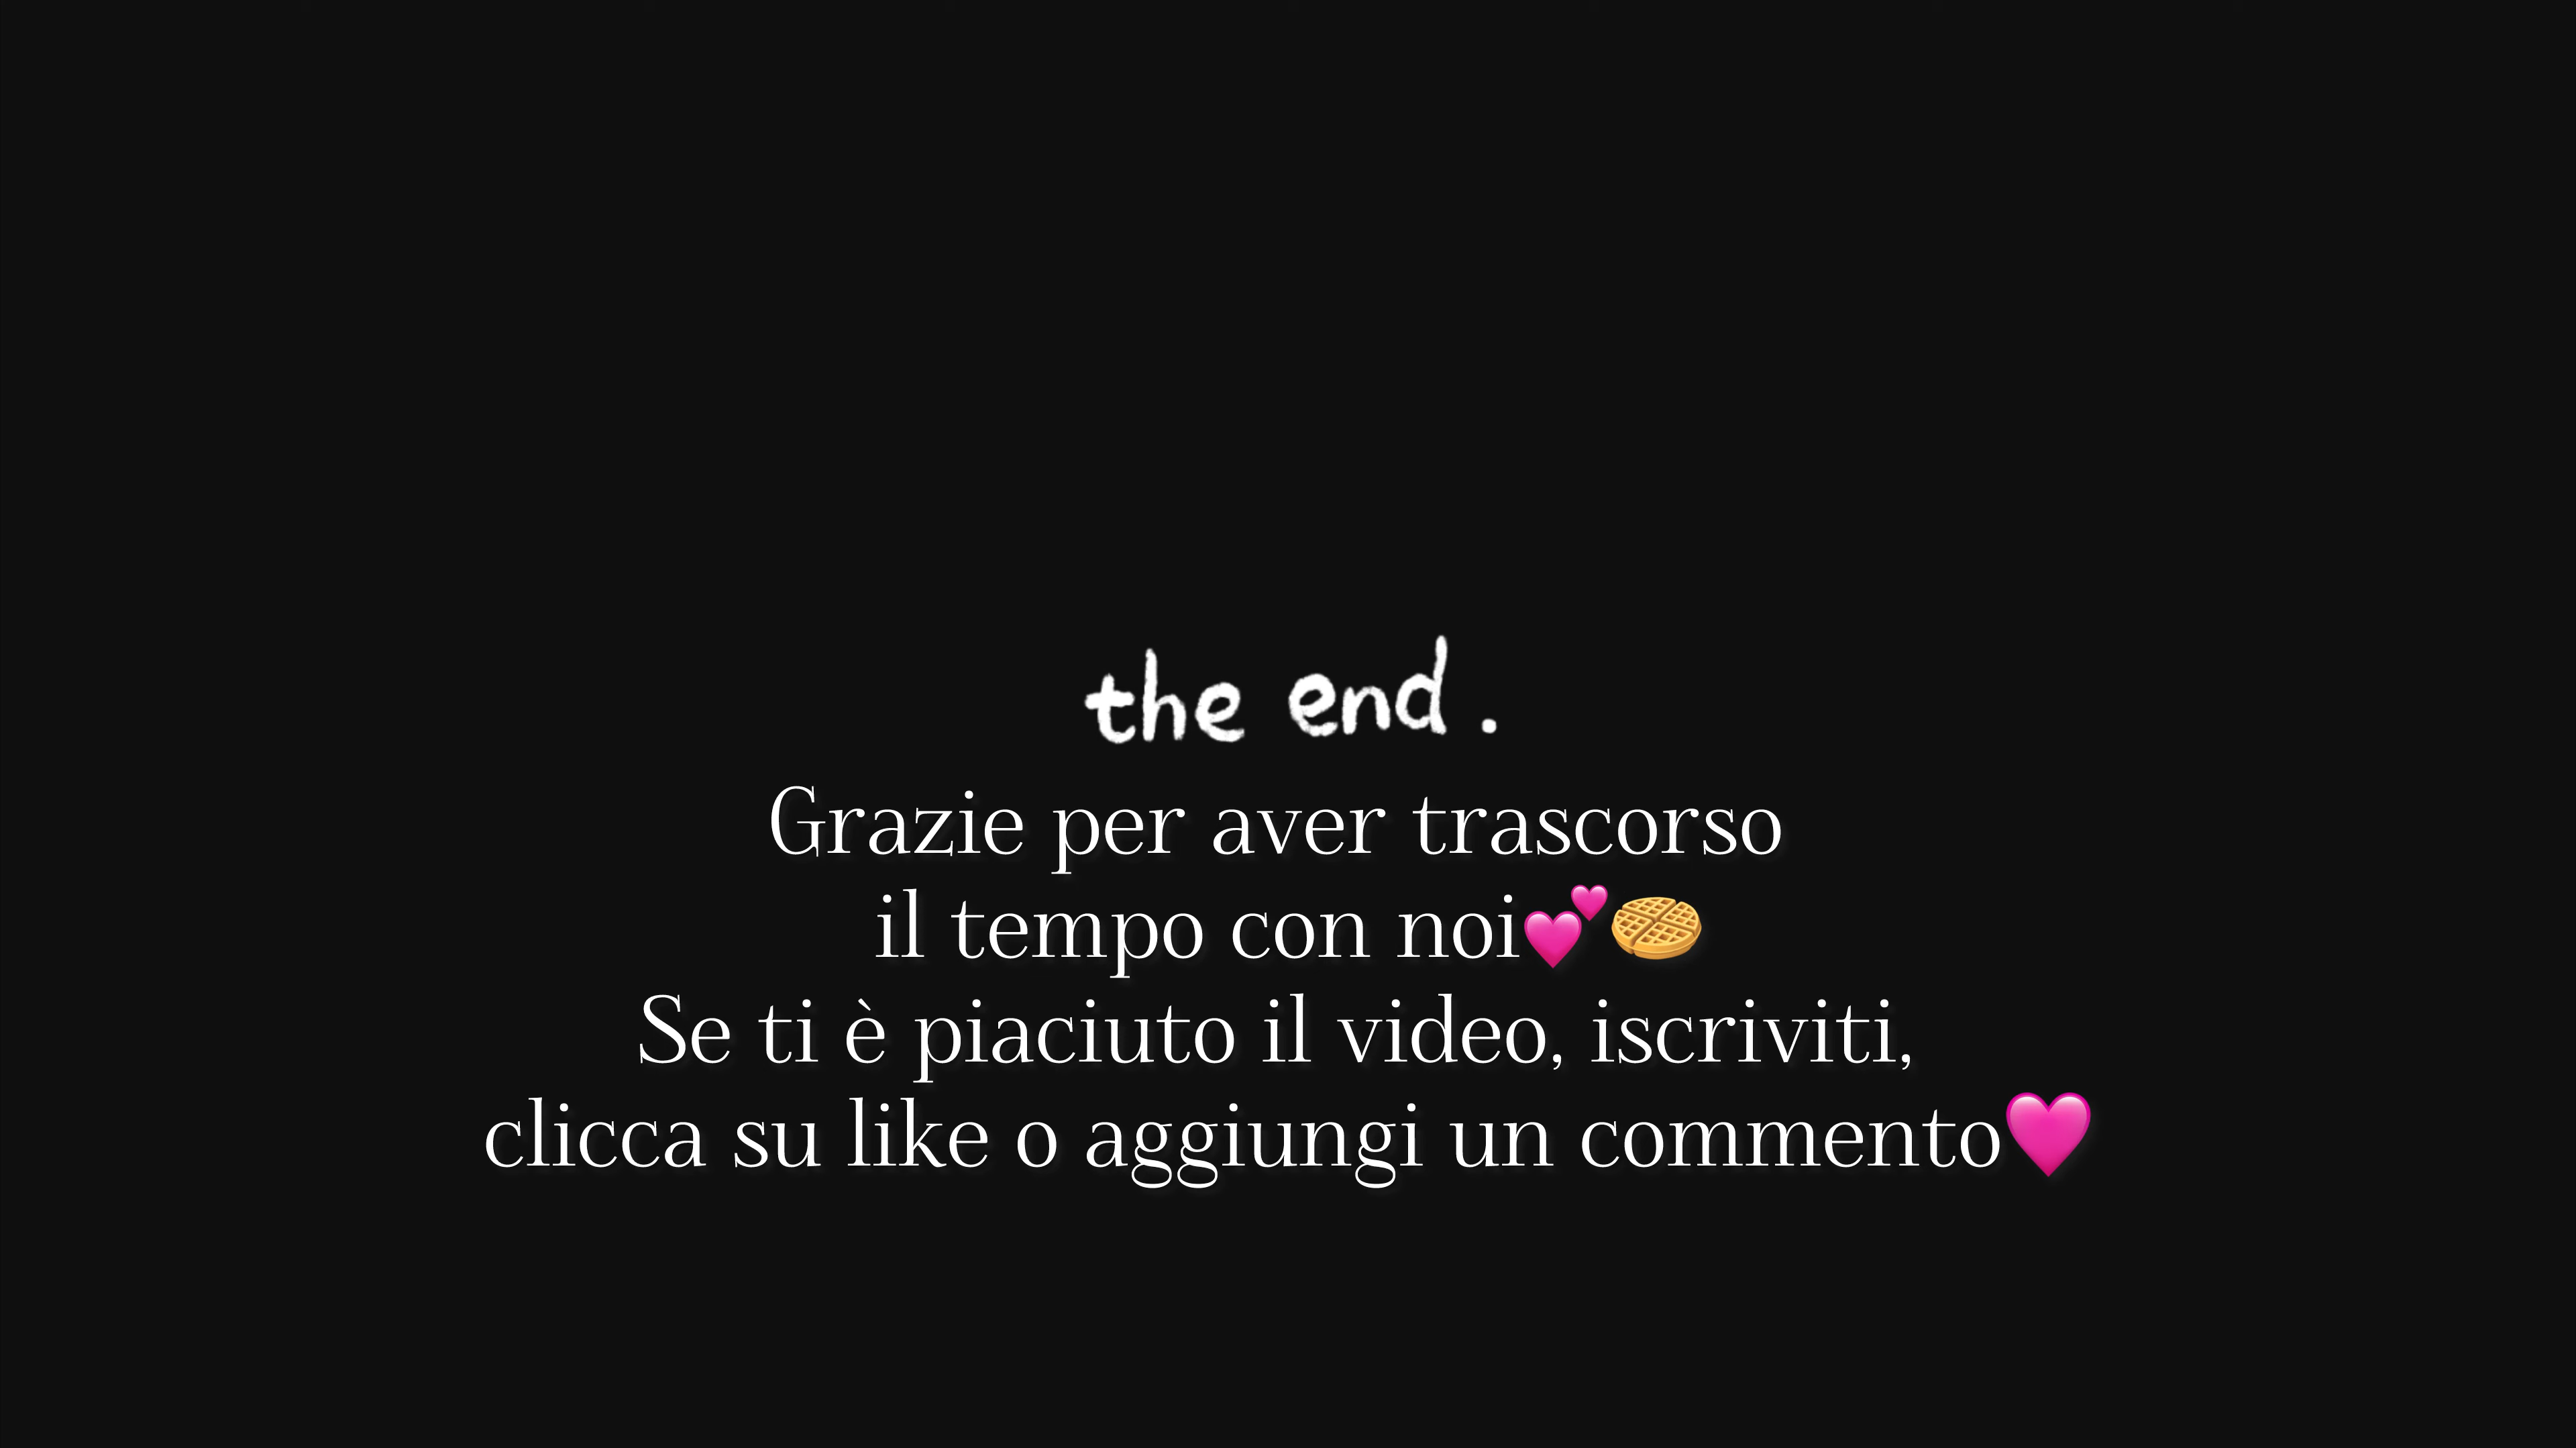 the end.
Grazie per aver trascorso
il tempo con noi💕🧇
Se ti è piaciuto il video, iscriviti,
clicca su like o aggiungi un commento🩷